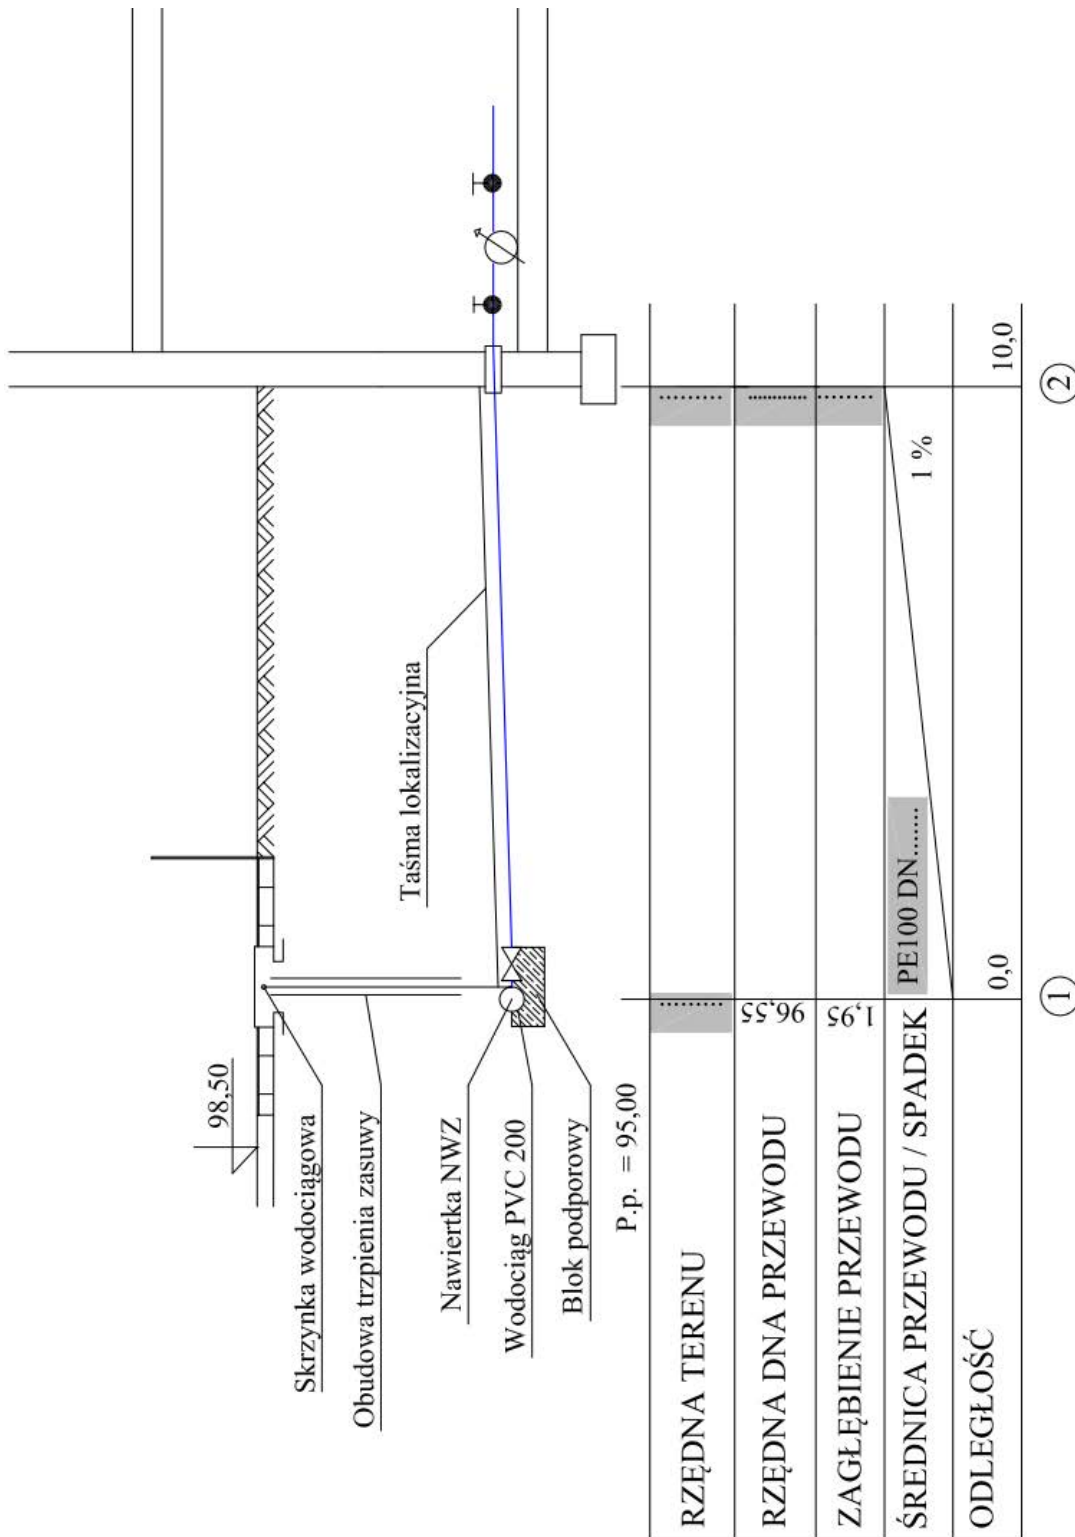 98,50
Skrzynka wodociągowa
Obudowa trzpienia zasuwy
Taśma lokalizacyjna
Nawiertka NWZ
Wodociąg PVC 200
Blok podporowy
P.p. = 95,00
RZĘDNA TERENU ......... .........
RZĘDNA DNA PRZEWODU 96,55 ............
ZAGŁĘBIENIE PRZEWODU 1,95 ........
ŚREDNICA PRZEWODU / SPADEK PE100 DN....... 1 %
ODLEGŁOŚĆ 0,0 10,0
1 2